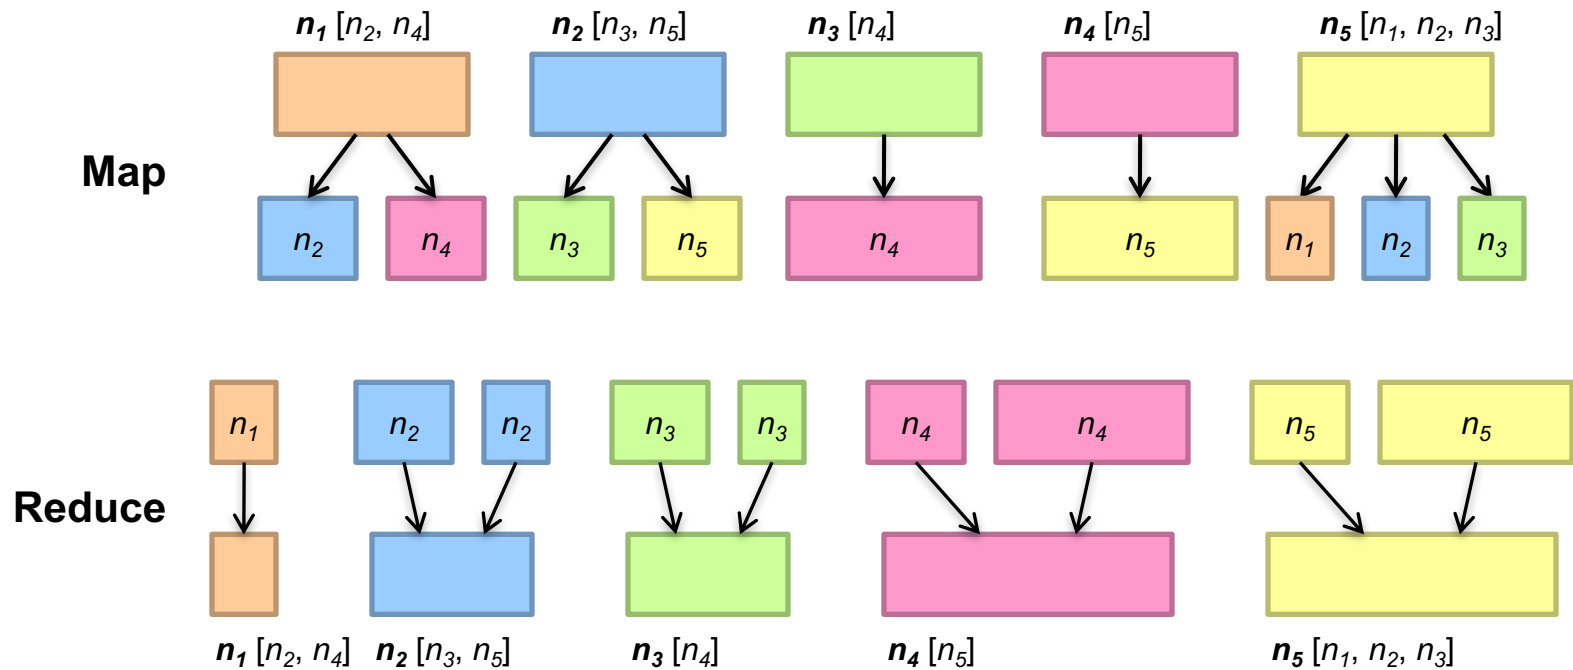 n1 [n2, n4] n2 [n3, n5] n3 [n4] n4 [n5] n5 [n1, n2, n3]
Map
n2 n4 n3 n5 n4 n5 n1 n2 n3
n1 n2 n2 n3 n3 n4 n4 n5 n5
Reduce
n1 [n2, n4] n2 [n3, n5] n3 [n4] n4 [n5] n5 [n1, n2, n3]